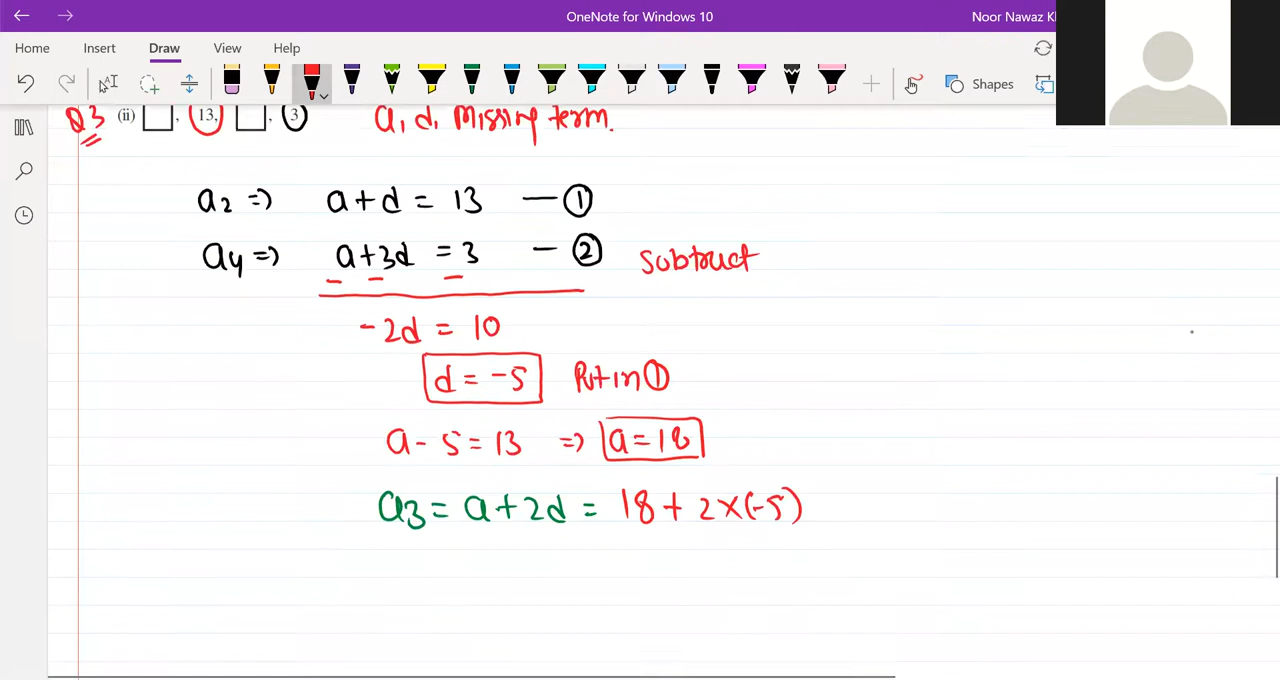 OneNote for Windows 10
Noor Nawaz Kh
Home Insert Draw View Help
Shapes
Q3 (ii) □, 13, □, 3 a, d, Missing term.
a₂ => a + d = 13 — ①
a₄ => a + 3d = 3 — ② Subtract
- - -
- 2d = 10
d = -5 Put in ①
a - 5 = 13 => a = 18
a₃ = a + 2d = 18 + 2 × (-5)